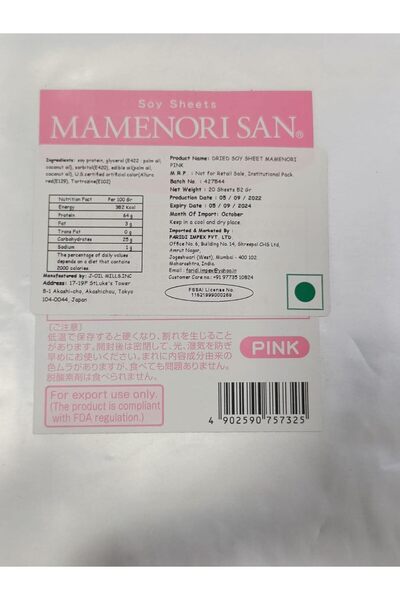 Soy Sheets
MAMENORI SAN®
Ingredients: soy protein, glycerol (E422 : palm oil,
coconut oil), sorbitol(E422), edible oil(palm oil,
coconut oil), U.S.certified artificial color(Allura
red(E129), Tartrazine(E102)
Nutrition Fact Per 100 Gr
Energy 382 Kcal
Protein 64 g
Fat 3 g
Trans Fat 0 g
Carbohydrates 25 g
Sodium 1 g
The percentage of daily values
depends on a diet that contains
2000 calories
Manufactured by: J-OIL MILLS,INC
Address: 17-19F StLuke's Tower
8-1 Akashi-cho, Akashichou, Tokyo
104-0044, Japan
Product Name: DRIED SOY SHEET MAMENORI
PINK
M R P : Not for Retail Sale, Institutional Pack
Batch No. : 427544
Net Weight : 20 Sheets 82 Gr
Production Date : 05 / 09 / 2022
Expiry Date : 05 / 09 / 2024
Month Of Import: October
Keep in a cool and dry place.
Imported & Marketed By :
FARIDI IMPEX PVT. LTD
Office No. 6, Building No. 14, Shreepal CHS Ltd,
Amrut Nagar,
Jogeshwari (West), Mumbai - 400 102.
Maharashtra, India.
Email : faridi.impex@yahoo.in
Customer Care no.: +91 97735 10824
FSSAI License No.
11521999000269
(ご注意)
低温で保存すると硬くなり、割れを生じること
があります。開封後は密閉して、光、湿気を防ぎ
早めにお使いください。まれに内容成分由来の
色ムラがありますが、食べても問題ありません。
脱酸素剤は食べられません。
PINK
For export use only.
(The product is compliant
with FDA regulation.)
4 902590 757325